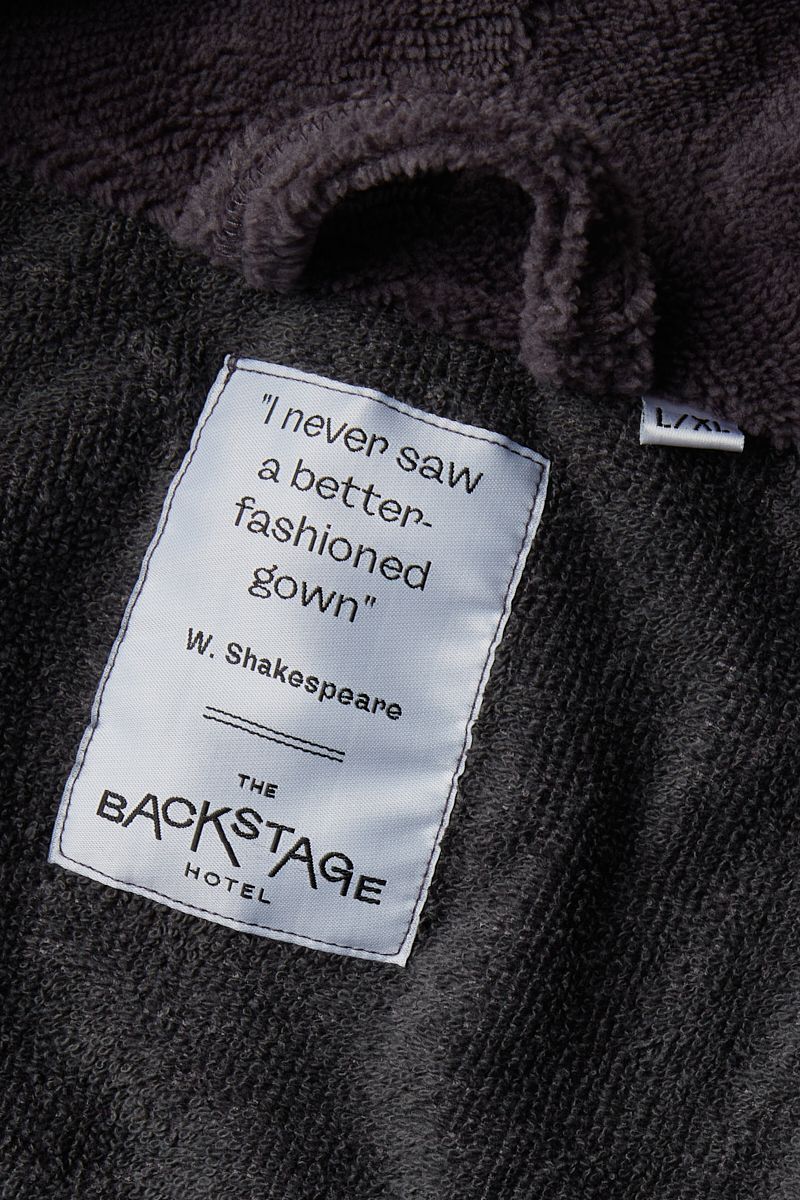 "I never saw
a better-
fashioned
gown"
W. Shakespeare
THE
BACKSTAGE
HOTEL
L/XL